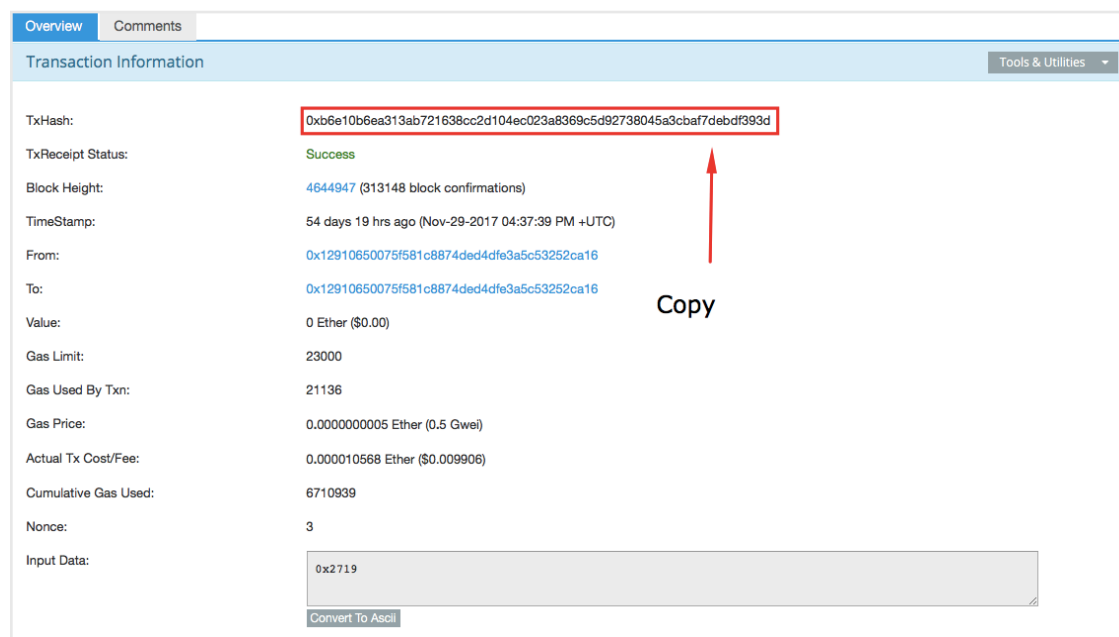 Overview Comments
Transaction Information Tools & Utilities
TxHash: 0xb6e10b6ea313ab721638cc2d104ec023a8369c5d92738045a3cbaf7debdf393d
TxReceipt Status: Success
Block Height: 4644947 (313148 block confirmations)
TimeStamp: 54 days 19 hrs ago (Nov-29-2017 04:37:39 PM +UTC)
From: 0x12910650075f581c8874ded4dfe3a5c53252ca16
To: 0x12910650075f581c8874ded4dfe3a5c53252ca16
Copy
Value: 0 Ether ($0.00)
Gas Limit: 23000
Gas Used By Txn: 21136
Gas Price: 0.0000000005 Ether (0.5 Gwei)
Actual Tx Cost/Fee: 0.000010568 Ether ($0.009906)
Cumulative Gas Used: 6710939
Nonce: 3
Input Data: 0x2719
Convert To Ascii